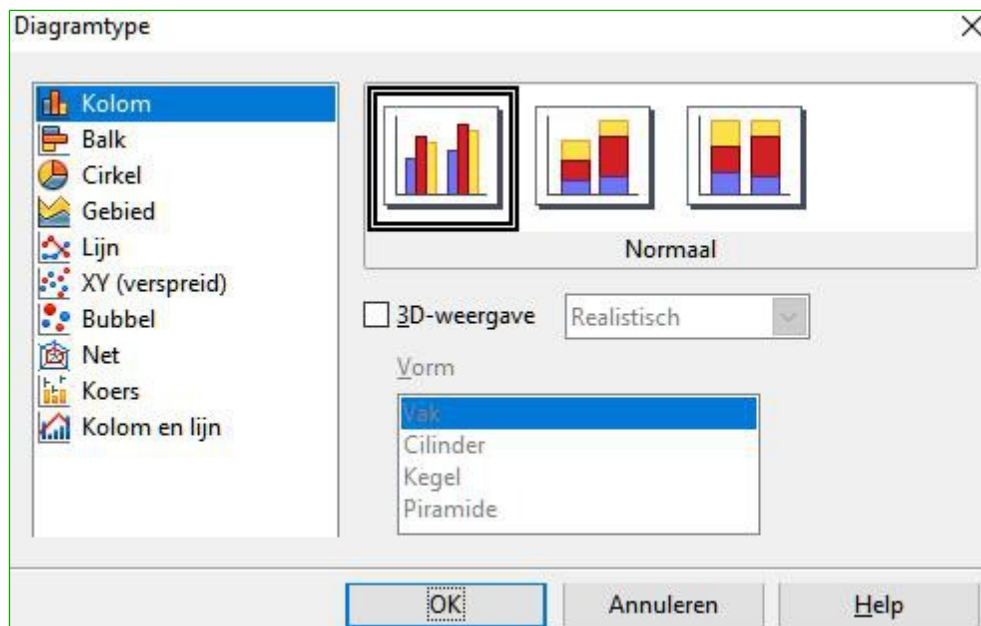 Diagramtype
Kolom
Balk
Cirkel
Gebied
Lijn
XY (verspreid)
Bubbel
Net
Koers
Kolom en lijn
Normaal
3D-weergave
Realistisch
Vorm
Vak
Cilinder
Kegel
Piramide
OK
Annuleren
Help